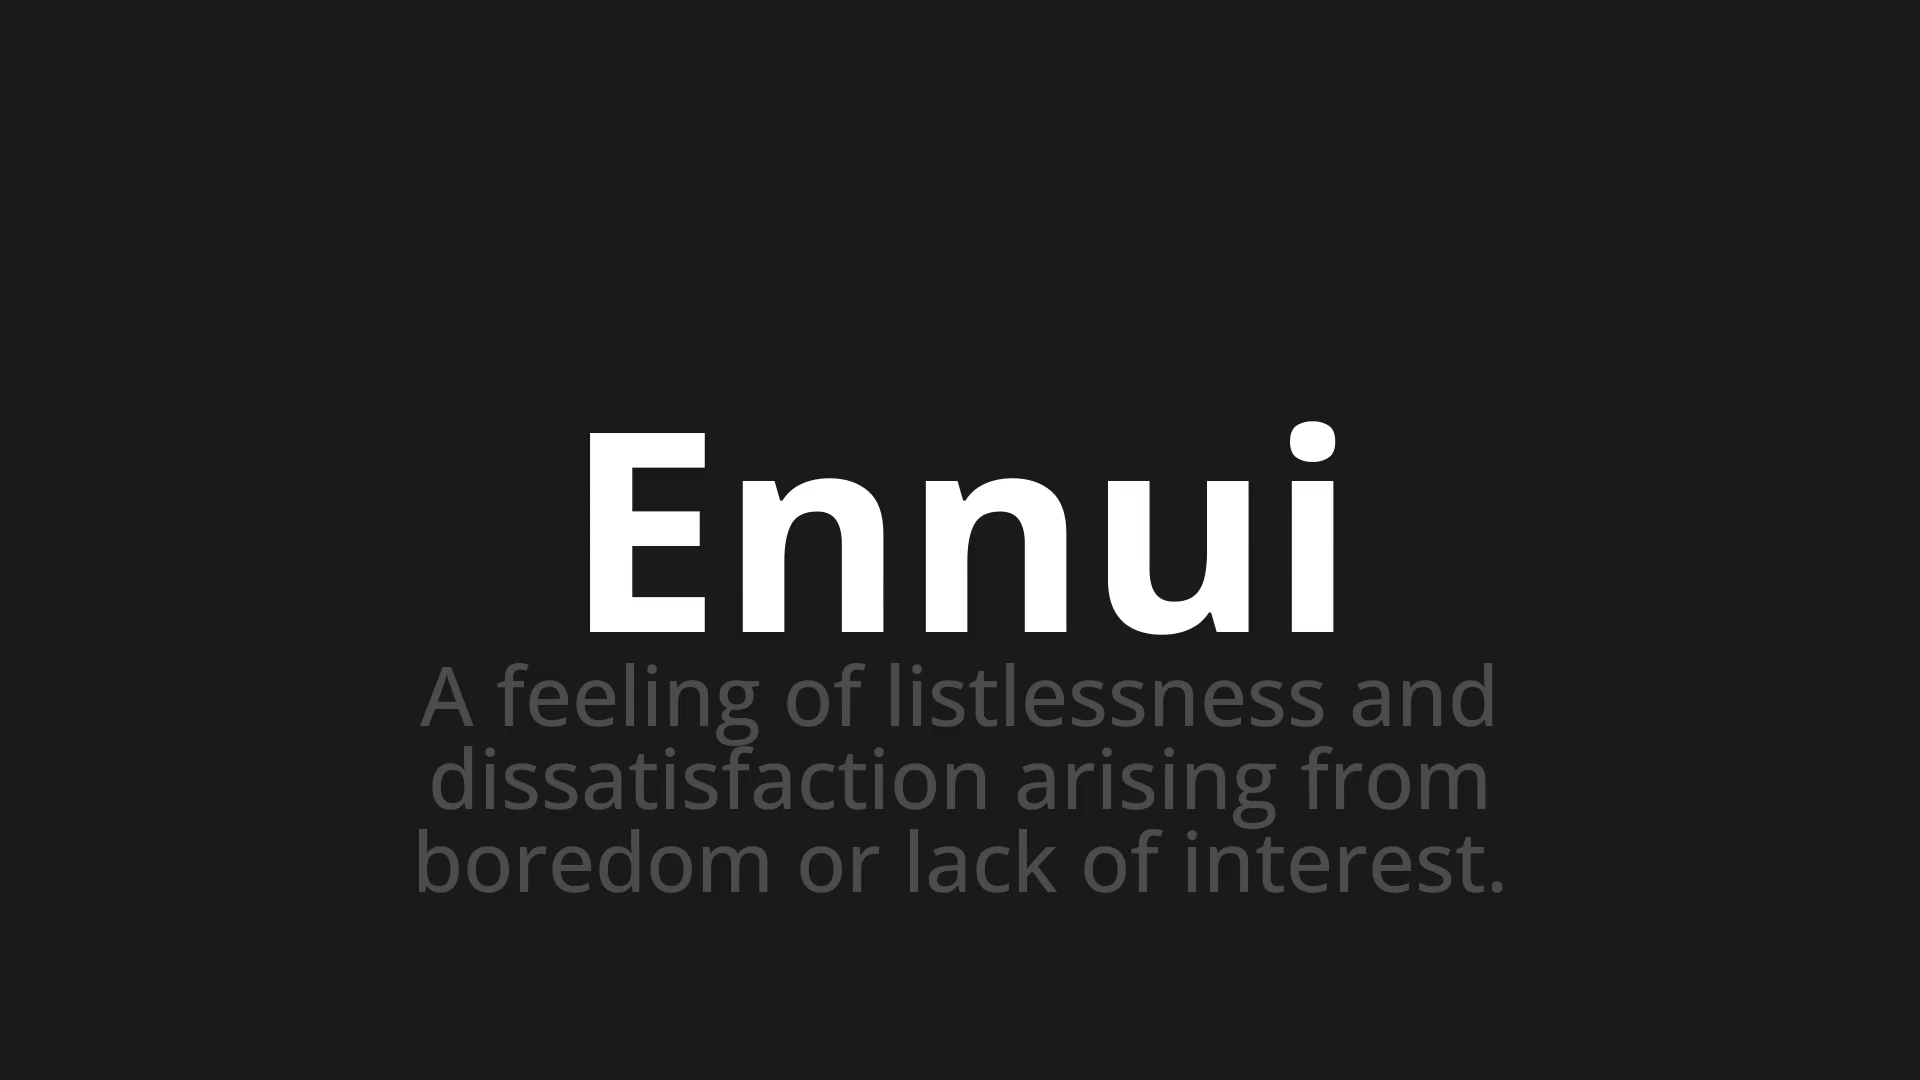 Ennui
A feeling of listlessness and
dissatisfaction arising from
boredom or lack of interest.